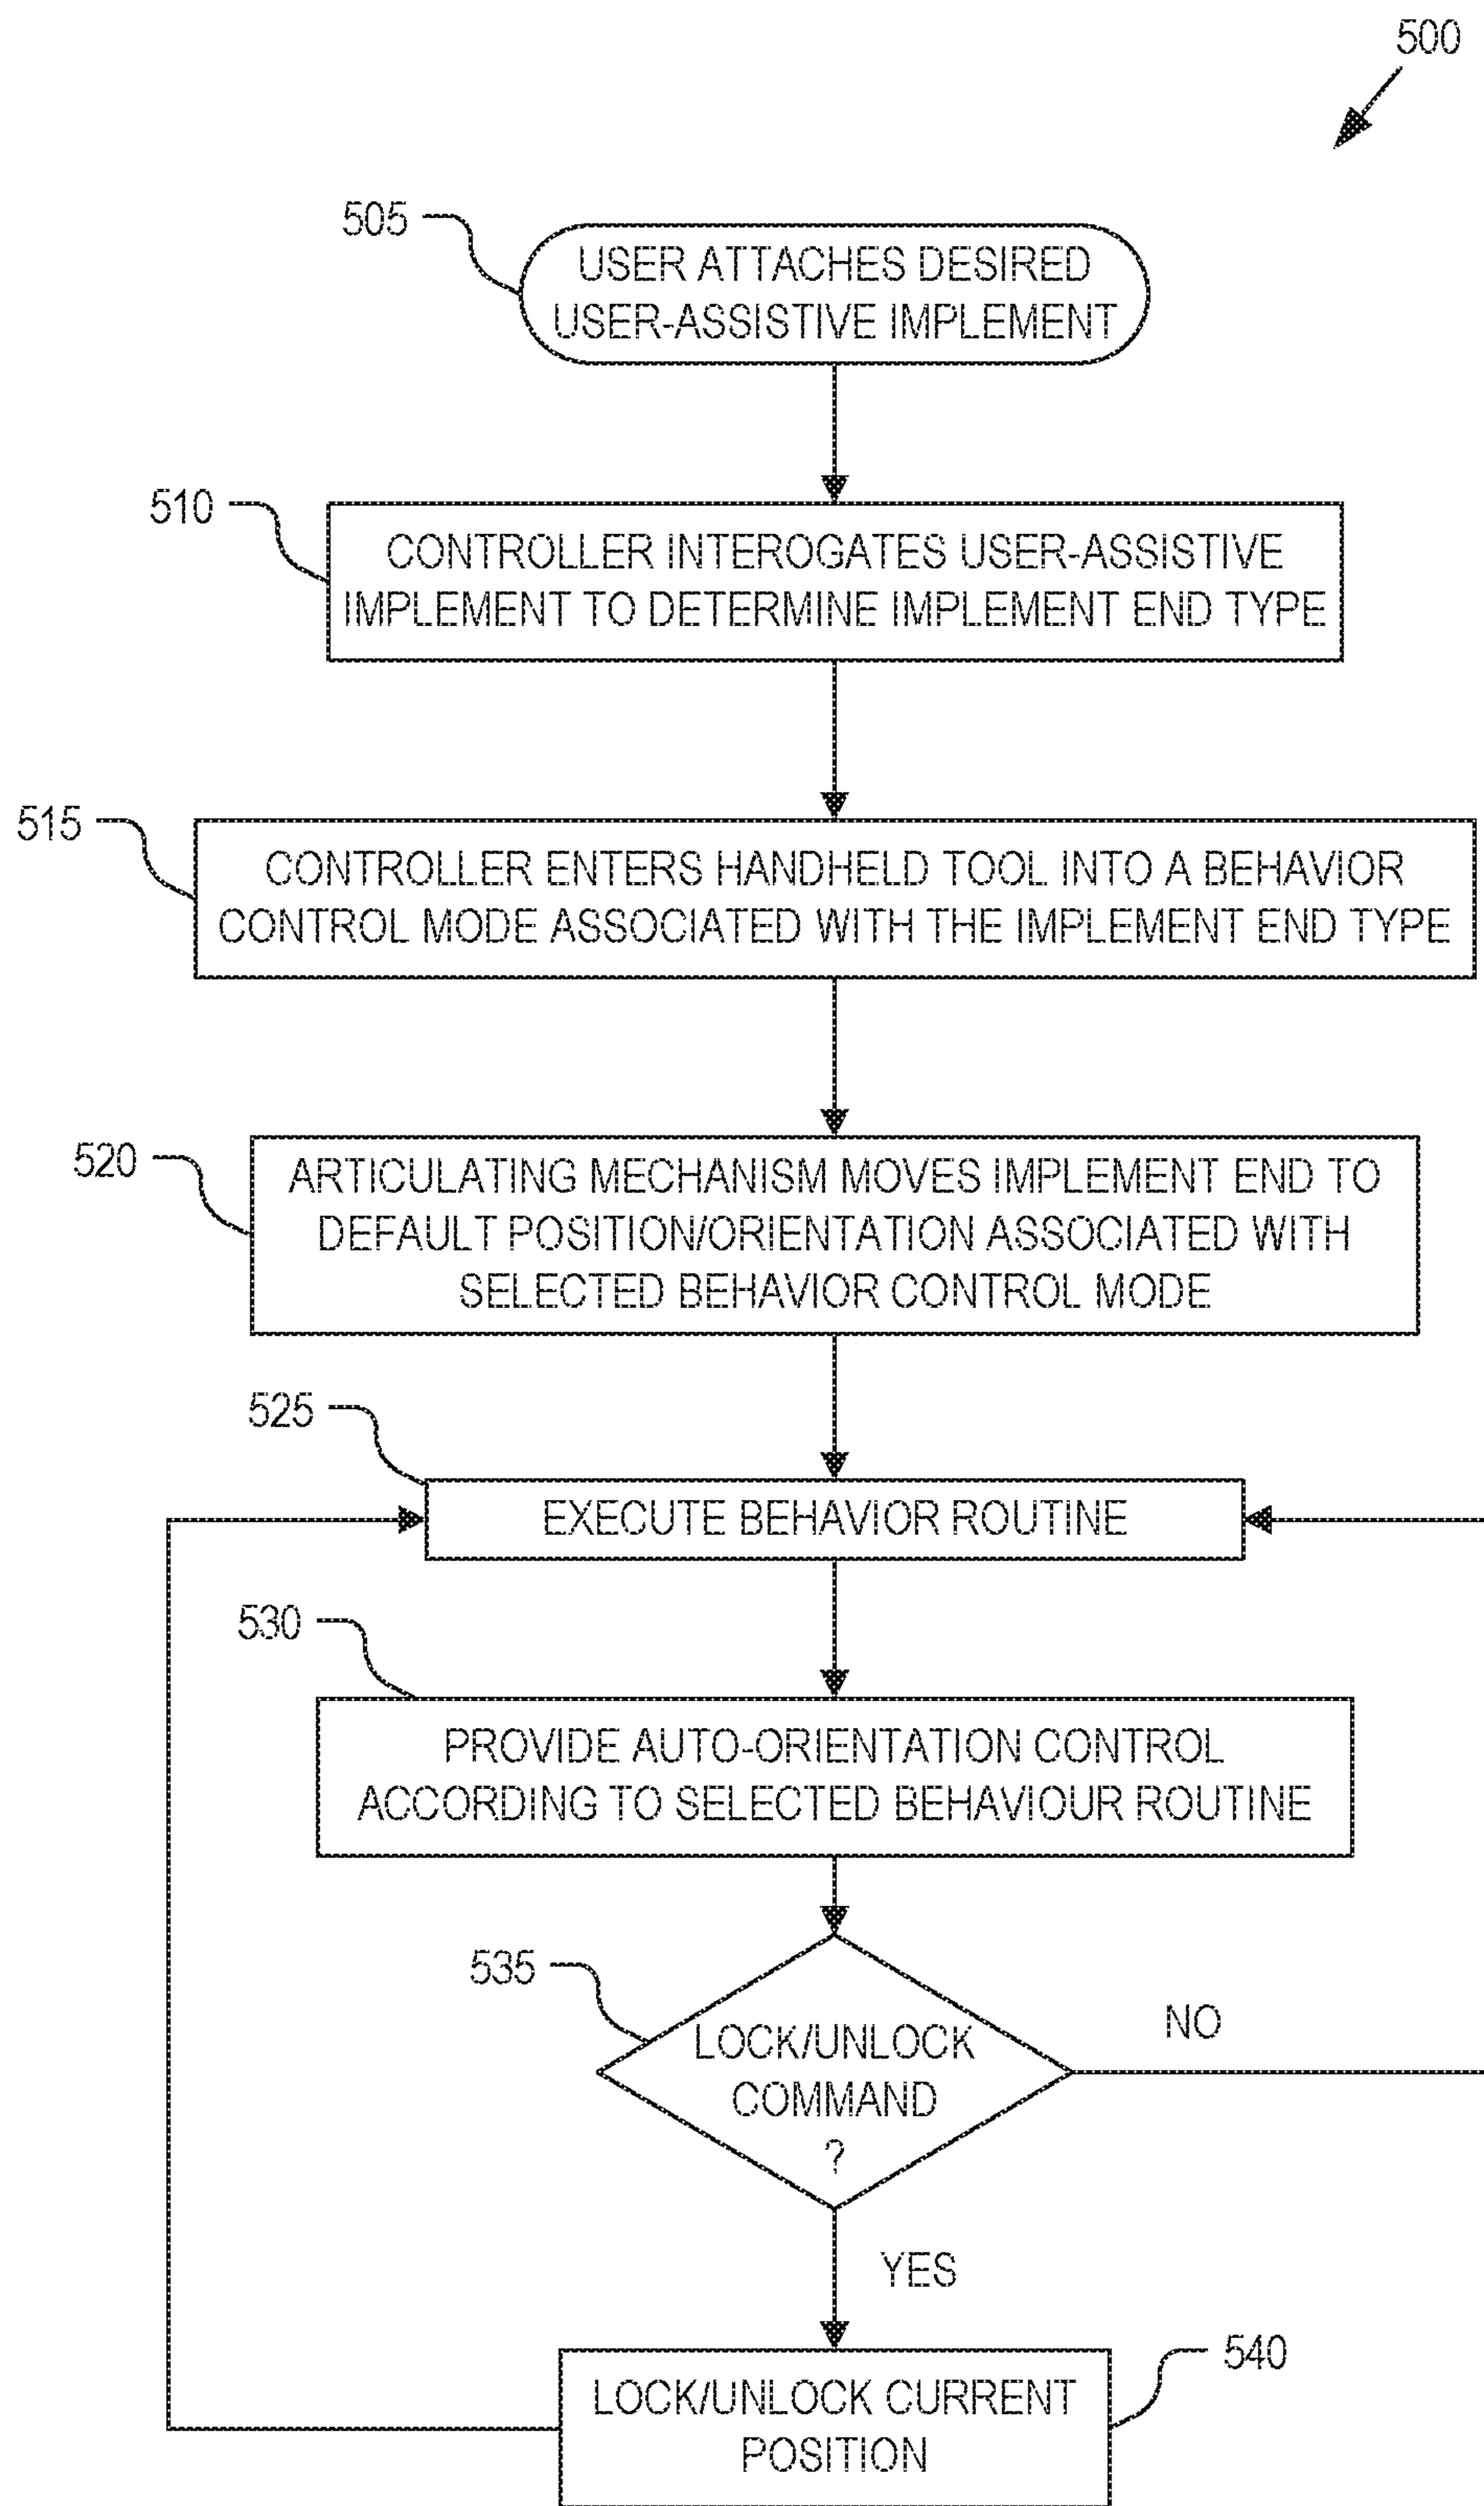 500
505
USER ATTACHES DESIRED
USER-ASSISTIVE IMPLEMENT
510
CONTROLLER INTEROGATES USER-ASSISTIVE
IMPLEMENT TO DETERMINE IMPLEMENT END TYPE
515
CONTROLLER ENTERS HANDHELD TOOL INTO A BEHAVIOR
CONTROL MODE ASSOCIATED WITH THE IMPLEMENT END TYPE
520
ARTICULATING MECHANISM MOVES IMPLEMENT END TO
DEFAULT POSITION/ORIENTATION ASSOCIATED WITH
SELECTED BEHAVIOR CONTROL MODE
525
EXECUTE BEHAVIOR ROUTINE
530
PROVIDE AUTO-ORIENTATION CONTROL
ACCORDING TO SELECTED BEHAVIOUR ROUTINE
535
LOCK/UNLOCK
COMMAND
?
NO
YES
540
LOCK/UNLOCK CURRENT
POSITION